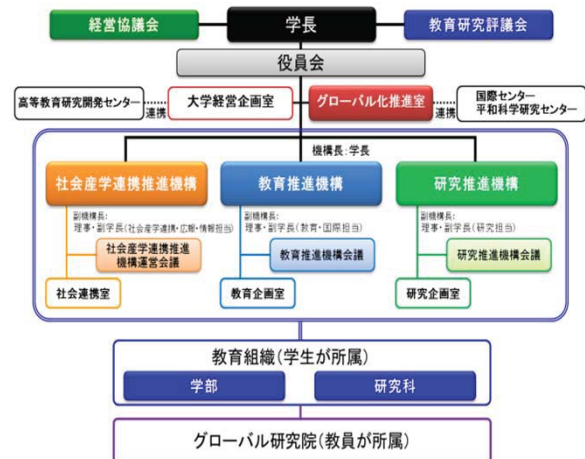 経営協議会
学長
教育研究評議会
役員会
高等教育研究開発センター
連携
大学経営企画室
グローバル化推進室
連携
国際センター
平和科学研究センター
機構長:学長
社会産学連携推進機構
教育推進機構
研究推進機構
副機構長:
理事・副学長(社会産学連携・広報・情報担当)
副機構長:
理事・副学長(教育・国際担当)
副機構長:
理事・副学長(研究担当)
社会産学連携推進
機構運営会議
教育推進機構会議
研究推進機構会議
社会連携室
教育企画室
研究企画室
教育組織(学生が所属)
学部
研究科
グローバル研究院(教員が所属)